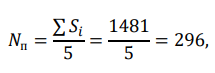 Nп = ∑ Si / 5 = 1481 / 5 = 296,